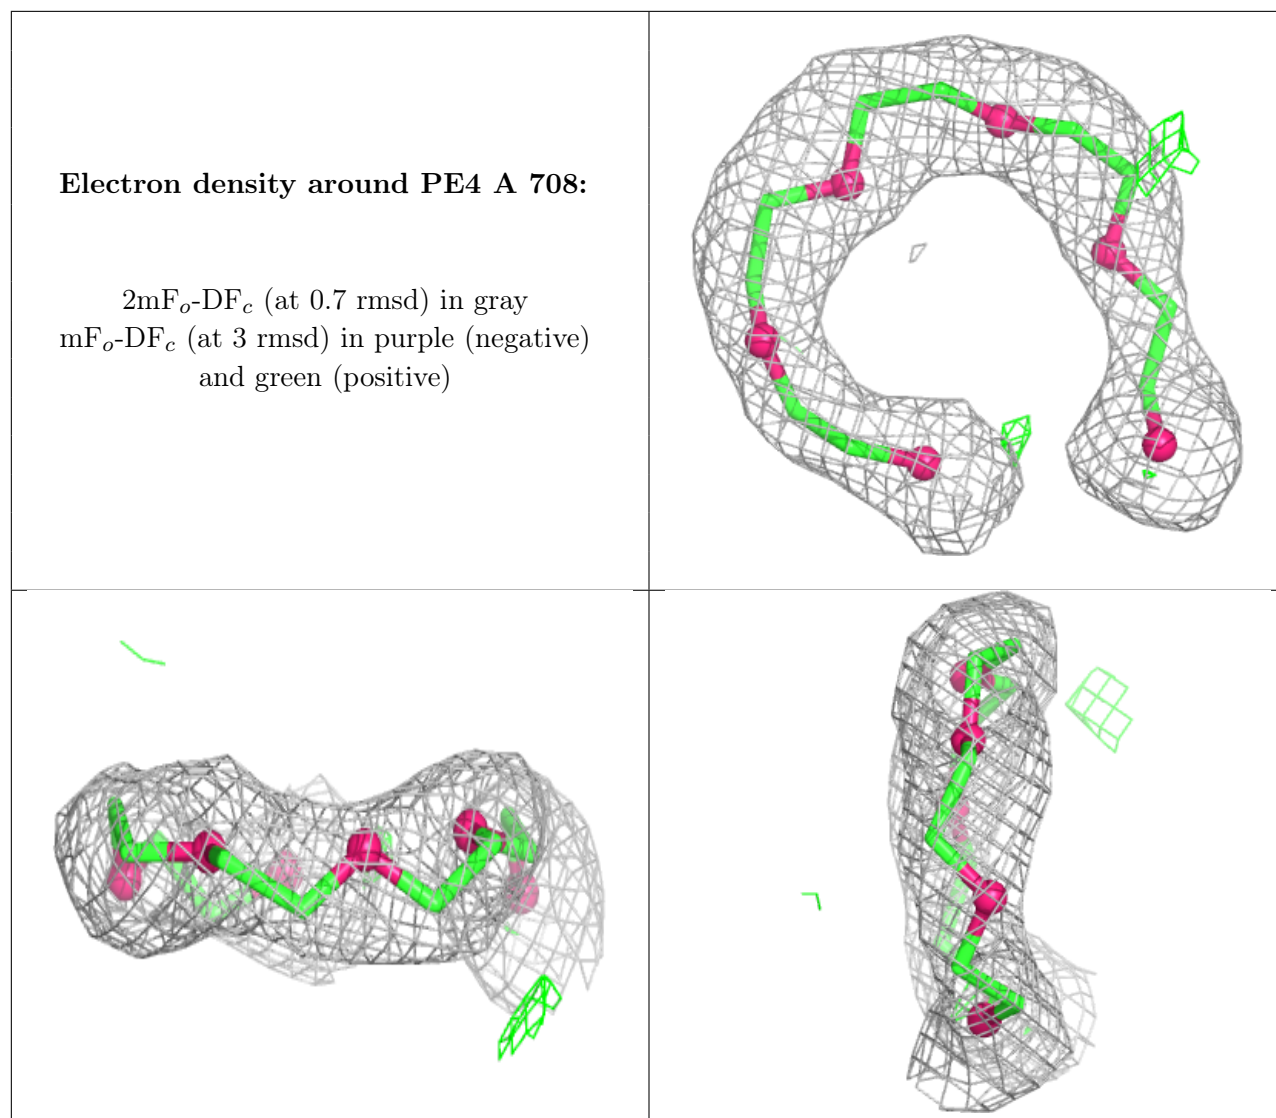 Electron density around PE4 A 708:
2mFo-DFc (at 0.7 rmsd) in gray
mFo-DFc (at 3 rmsd) in purple (negative)
and green (positive)